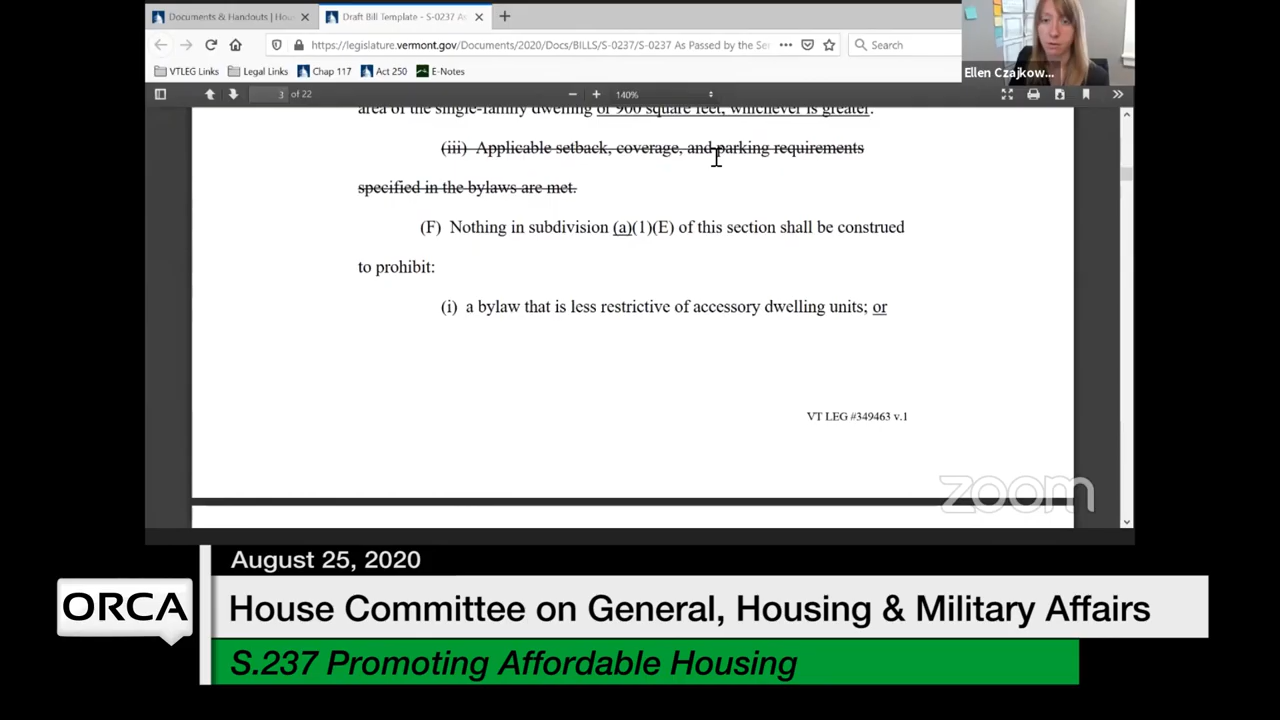 Documents & Handouts | Hou
Draft Bill Template - S-0237 As
https://legislature.vermont.gov/Documents/2020/Docs/BILLS/S-0237/S-0237 As Passed by the Se
Search
VTLEG Links
Legal Links
Chap 117
Act 250
E-Notes
Ellen Czajkow...
3 of 22
140%
area of the single-family dwelling or 900 square feet, whichever is greater.
(iii) Applicable setback, coverage, and parking requirements
specified in the bylaws are met.
(F) Nothing in subdivision (a)(1)(E) of this section shall be construed
to prohibit:
(i) a bylaw that is less restrictive of accessory dwelling units; or
VT LEG #349463 v.1
zoom
August 25, 2020
ORCA
House Committee on General, Housing & Military Affairs
S.237 Promoting Affordable Housing